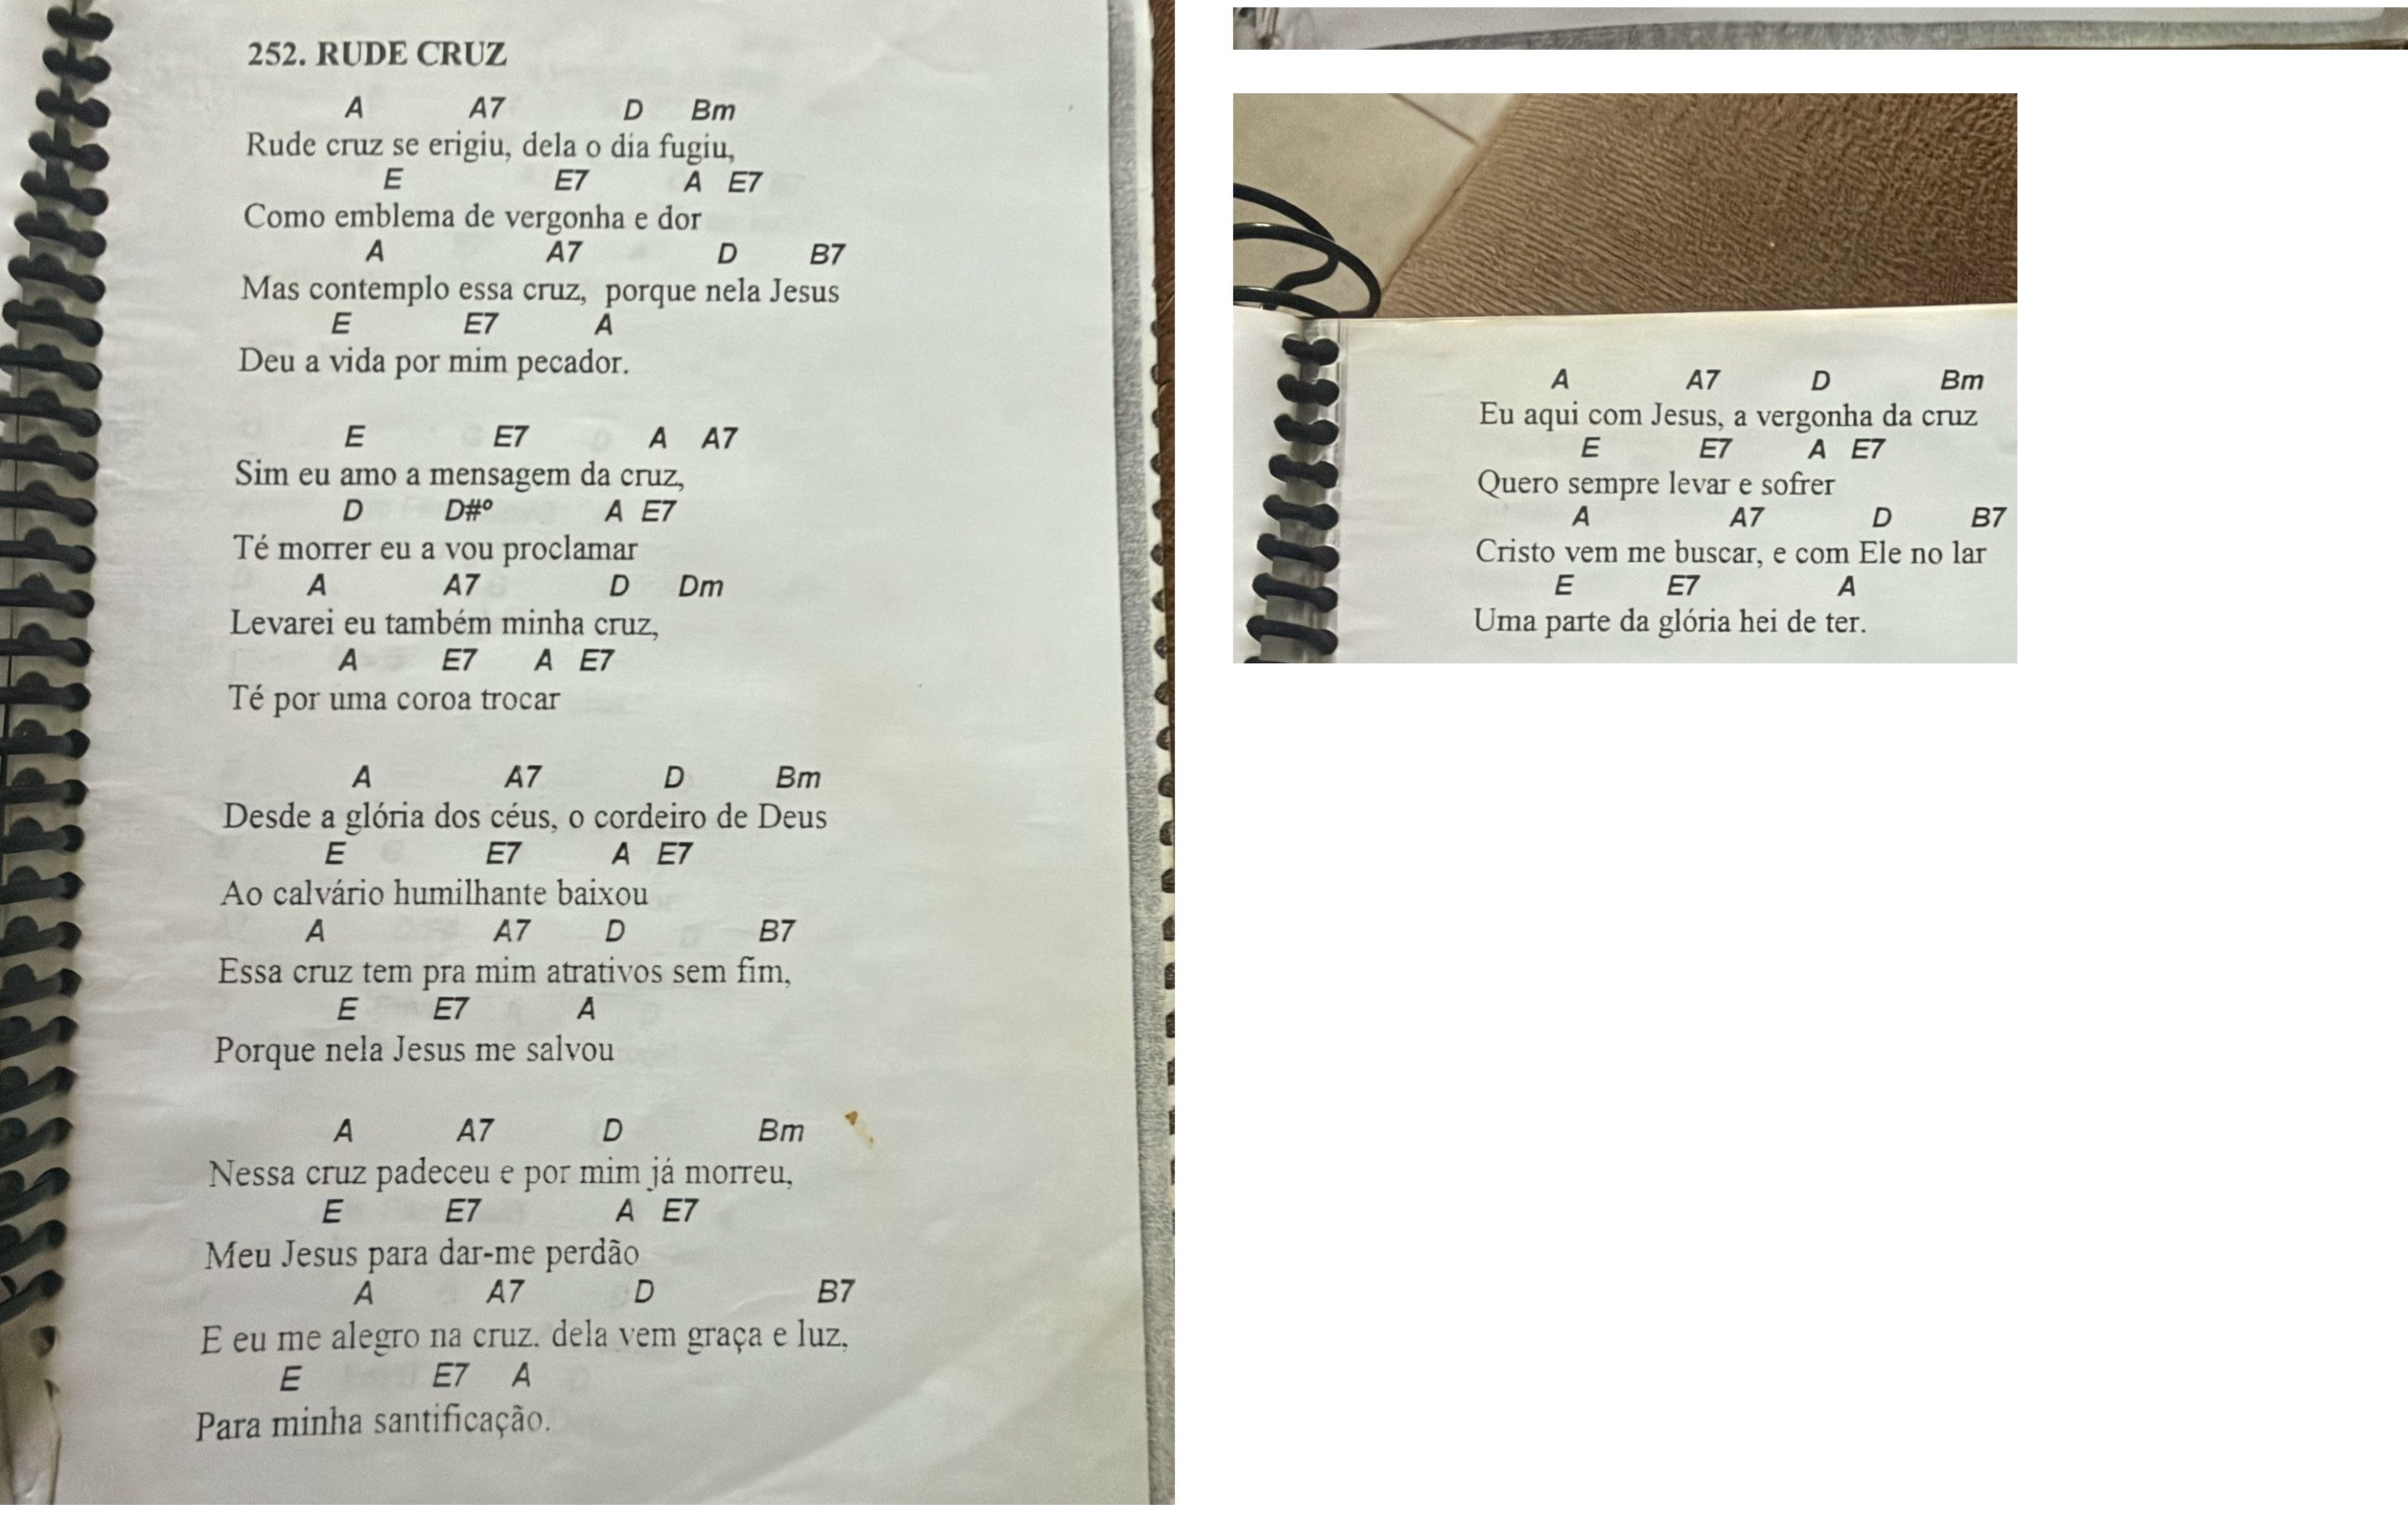 252. RUDE CRUZ
A A7 D Bm
Rude cruz se erigiu, dela o dia fugiu,
E E7 A E7
Como emblema de vergonha e dor
A A7 D B7
Mas contemplo essa cruz, porque nela Jesus
E E7 A
Deu a vida por mim pecador.
E E7 A A7
Sim eu amo a mensagem da cruz,
D D#º A E7
Té morrer eu a vou proclamar
A A7 D Dm
Levarei eu também minha cruz,
A E7 A E7
Té por uma coroa trocar
A A7 D Bm
Desde a glória dos céus, o cordeiro de Deus
E E7 A E7
Ao calvário humilhante baixou
A A7 D B7
Essa cruz tem pra mim atrativos sem fim,
E E7 A
Porque nela Jesus me salvou
A A7 D Bm
Nessa cruz padeceu e por mim já morreu,
E E7 A E7
Meu Jesus para dar-me perdão
A A7 D B7
E eu me alegro na cruz. dela vem graça e luz,
E E7 A
Para minha santificação.
A A7 D Bm
Eu aqui com Jesus, a vergonha da cruz
E E7 A E7
Quero sempre levar e sofrer
A A7 D B7
Cristo vem me buscar, e com Ele no lar
E E7 A
Uma parte da glória hei de ter.